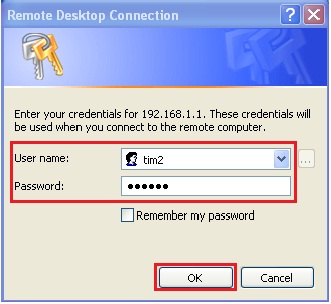 Remote Desktop Connection
Enter your credentials for 192.168.1.1. These credentials will
be used when you connect to the remote computer.
User name: tim2
Password: ●●●●●●
Remember my password
OK Cancel